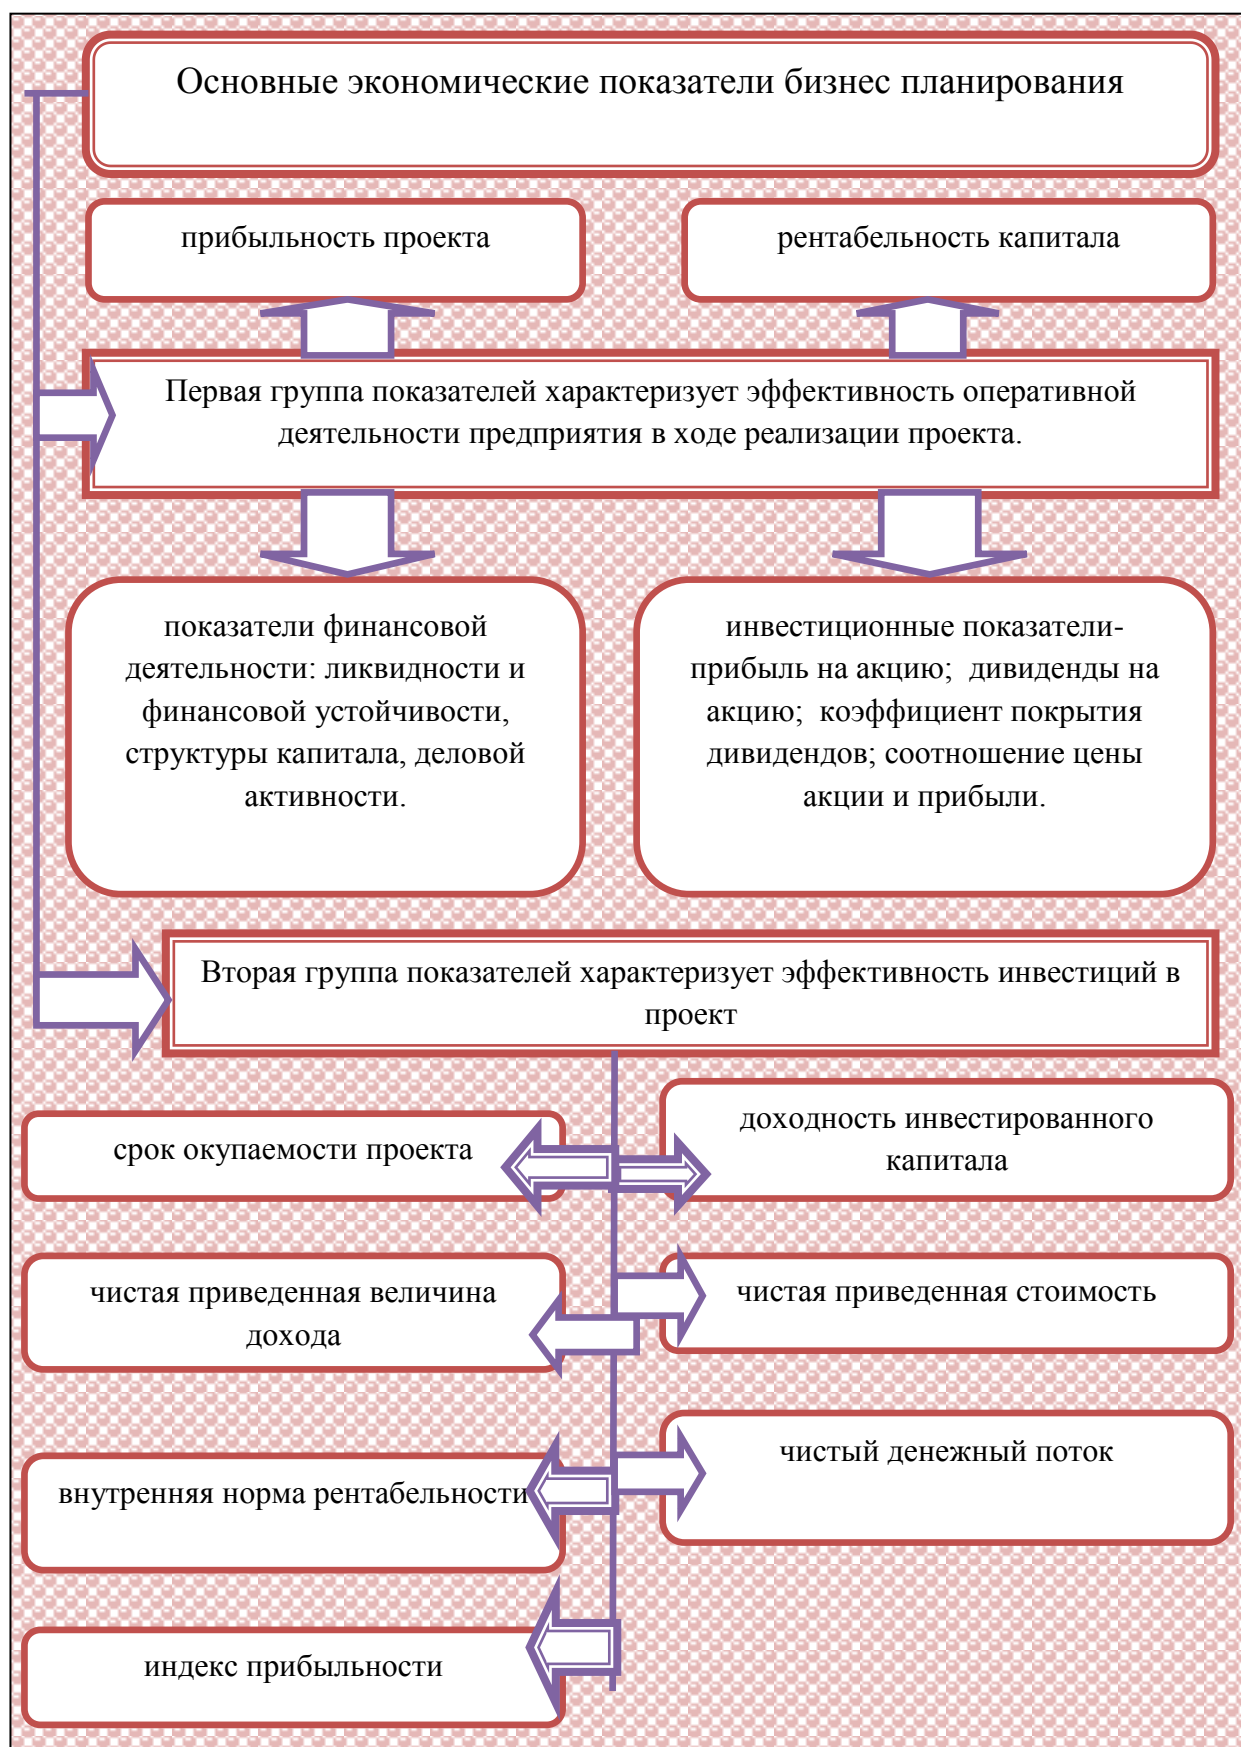 Основные экономические показатели бизнес планирования
прибыльность проекта
рентабельность капитала
Первая группа показателей характеризует эффективность оперативной
деятельности предприятия в ходе реализации проекта.
показатели финансовой
деятельности: ликвидности и
финансовой устойчивости,
структуры капитала, деловой
активности.
инвестиционные показатели-
прибыль на акцию;  дивиденды на
акцию;  коэффициент покрытия
дивидендов; соотношение цены
акции и прибыли.
Вторая группа показателей характеризует эффективность инвестиций в
проект
срок окупаемости проекта
доходность инвестированного
капитала
чистая приведенная величина
дохода
чистая приведенная стоимость
внутренняя норма рентабельности
чистый денежный поток
индекс прибыльности